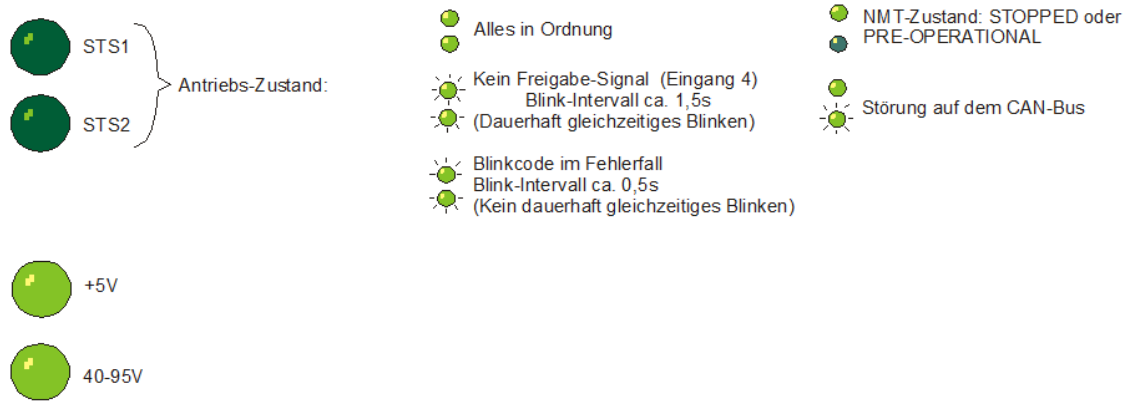 STS1
STS2
Antriebs-Zustand:
Alles in Ordnung
Kein Freigabe-Signal (Eingang 4)
Blink-Intervall ca. 1,5s
(Dauerhaft gleichzeitiges Blinken)
Blinkcode im Fehlerfall
Blink-Intervall ca. 0,5s
(Kein dauerhaft gleichzeitiges Blinken)
NMT-Zustand: STOPPED oder
PRE-OPERATIONAL
Störung auf dem CAN-Bus
+5V
40-95V